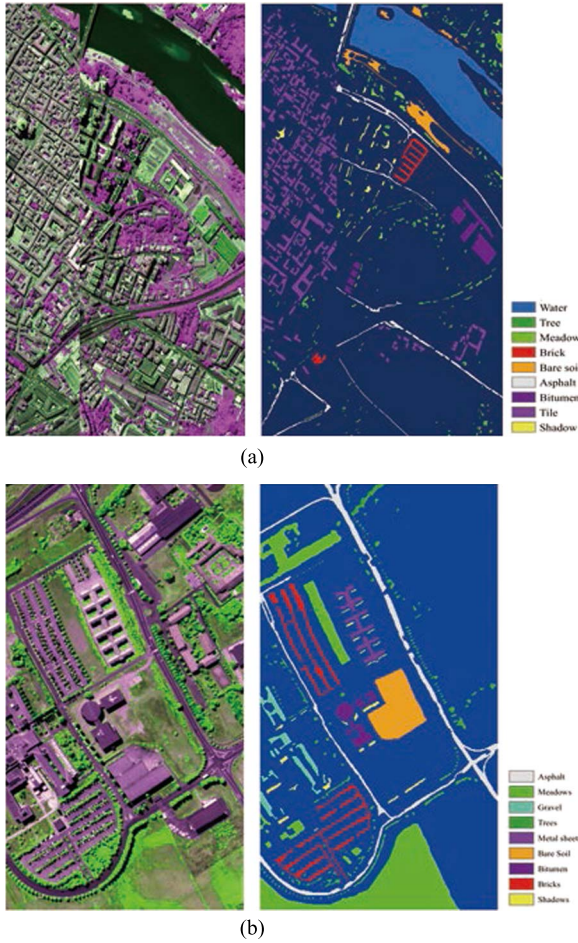 Water
Tree
Meadow
Brick
Bare soi
Asphalt
Bitumen
Tile
Shadow
(a)
Asphalt
Meadows
Gravel
Trees
Metal sheet
Bare Soil
Bitumen
Bricks
Shadows
(b)